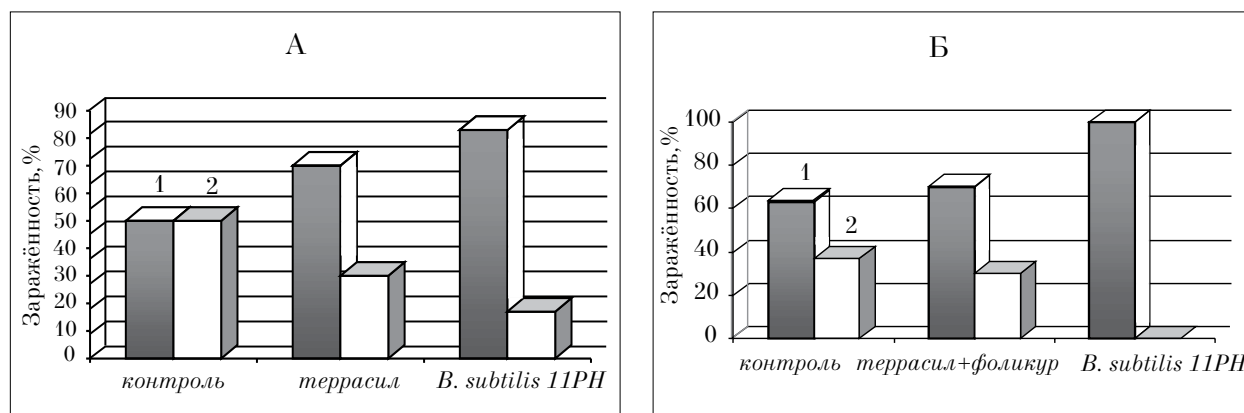 А
Заражённость,%
90
80
70
60
50
40
30
20
10
0
1
2
контроль
террасил
B. subtilis 11РН
Б
Заражённость,%
100
80
60
40
20
0
1
2
контроль
террасил+фоликур
B. subtilis 11РН